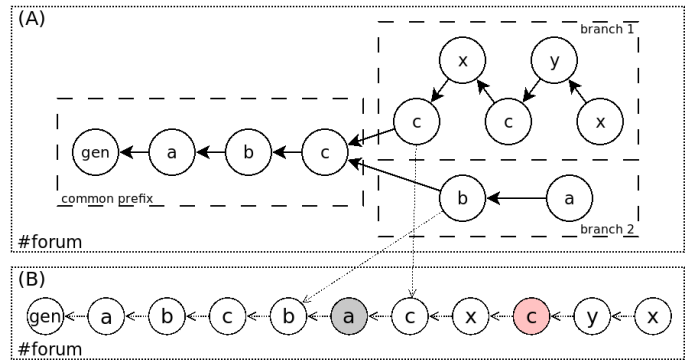 (A)
branch 1
x y
c c x
gen a b c
common prefix
b a
branch 2
#forum
(B)
gen a b c b a c x c y x
#forum